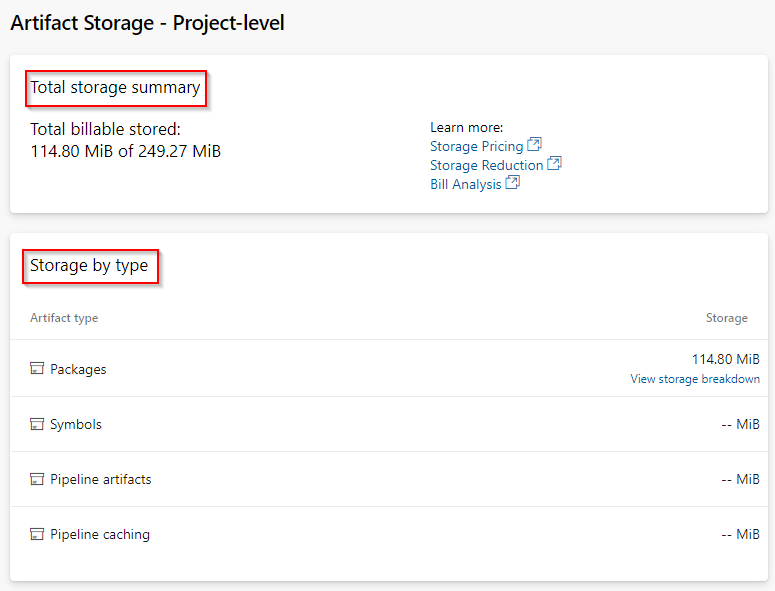 Artifact Storage - Project-level
Total storage summary
Total billable stored:
114.80 MiB of 249.27 MiB
Learn more:
Storage Pricing
Storage Reduction
Bill Analysis
Storage by type
Artifact type Storage
Packages 114.80 MiB
View storage breakdown
Symbols -- MiB
Pipeline artifacts -- MiB
Pipeline caching -- MiB